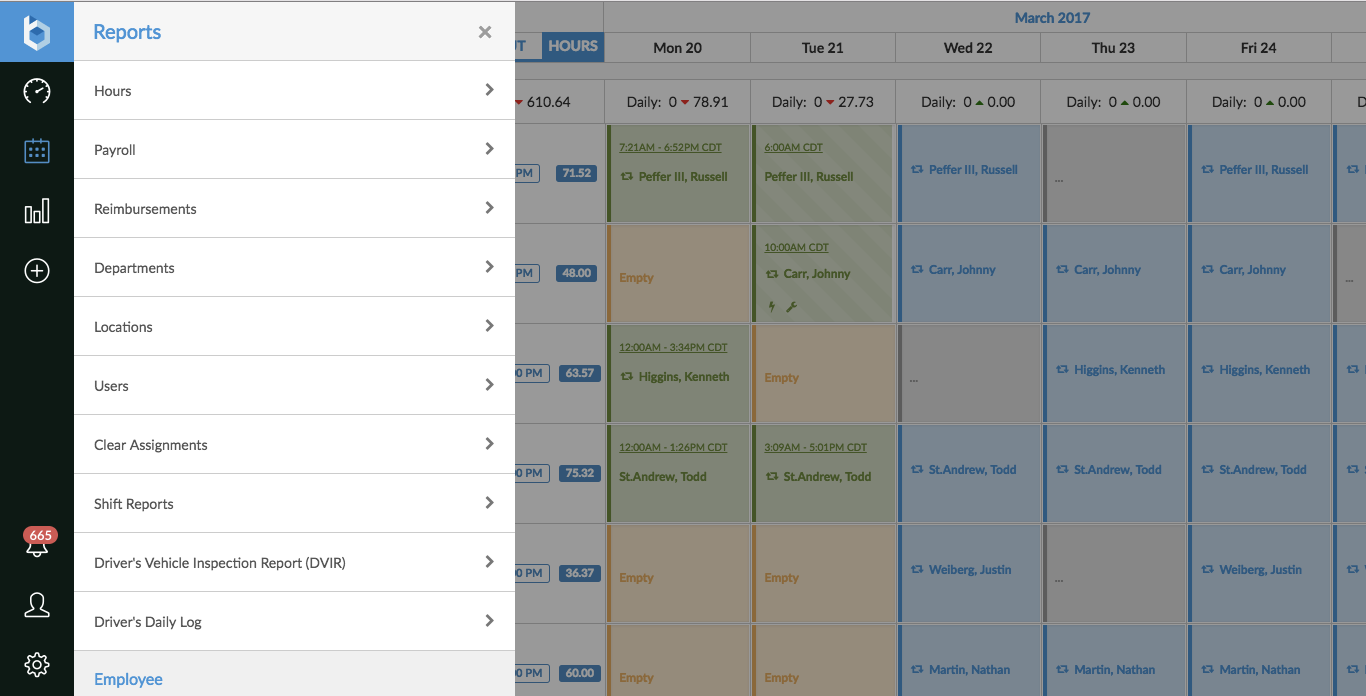 Reports
Hours
Payroll
Reimbursements
Departments
Locations
Users
Clear Assignments
Shift Reports
Driver's Vehicle Inspection Report (DVIR)
Driver's Daily Log
Employee
665
March 2017
HOURS Mon 20 Tue 21 Wed 22 Thu 23 Fri 24
610.64 Daily: 0 78.91 Daily: 0 27.73 Daily: 0 0.00 Daily: 0 0.00 Daily: 0 0.00
7:21AM - 6:52PM CDT 6:00AM CDT
PM 71.52 Peffer III, Russell Peffer III, Russell Peffer III, Russell ... Peffer III, Russell
10:00AM CDT
PM 48.00 Empty Carr, Johnny Carr, Johnny Carr, Johnny Carr, Johnny ...
12:00AM - 3:34PM CDT
PM 63.57 Higgins, Kenneth Empty ... Higgins, Kenneth Higgins, Kenneth
12:00AM - 1:26PM CDT 3:09AM - 5:01PM CDT
PM 75.32 St.Andrew, Todd St.Andrew, Todd St.Andrew, Todd St.Andrew, Todd St.Andrew, Todd
PM 36.37 Empty Empty Weiberg, Justin ... Weiberg, Justin
PM 60.00 Empty Empty Martin, Nathan Martin, Nathan Martin, Nathan